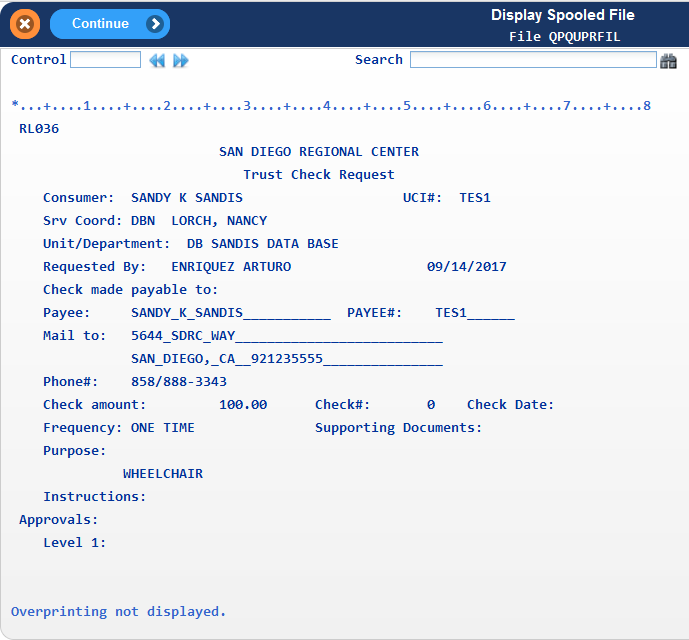 Continue
Display Spooled File
File QPQUPRFIL
Control
Search
*...+....1....+....2....+....3....+....4....+....5....+....6....+....7....+....8
RL036
SAN DIEGO REGIONAL CENTER
Trust Check Request
Consumer: SANDY K SANDIS UCI#: TES1
Srv Coord: DBN LORCH, NANCY
Unit/Department: DB SANDIS DATA BASE
Requested By: ENRIQUEZ ARTURO 09/14/2017
Check made payable to:
Payee: SANDY_K_SANDIS___________ PAYEE#: TES1______
Mail to: 5644_SDRC_WAY__________________________
SAN_DIEGO,_CA__921235555_______________
Phone#: 858/888-3343
Check amount: 100.00 Check#: 0 Check Date:
Frequency: ONE TIME Supporting Documents:
Purpose:
WHEELCHAIR
Instructions:
Approvals:
Level 1:
Overprinting not displayed.